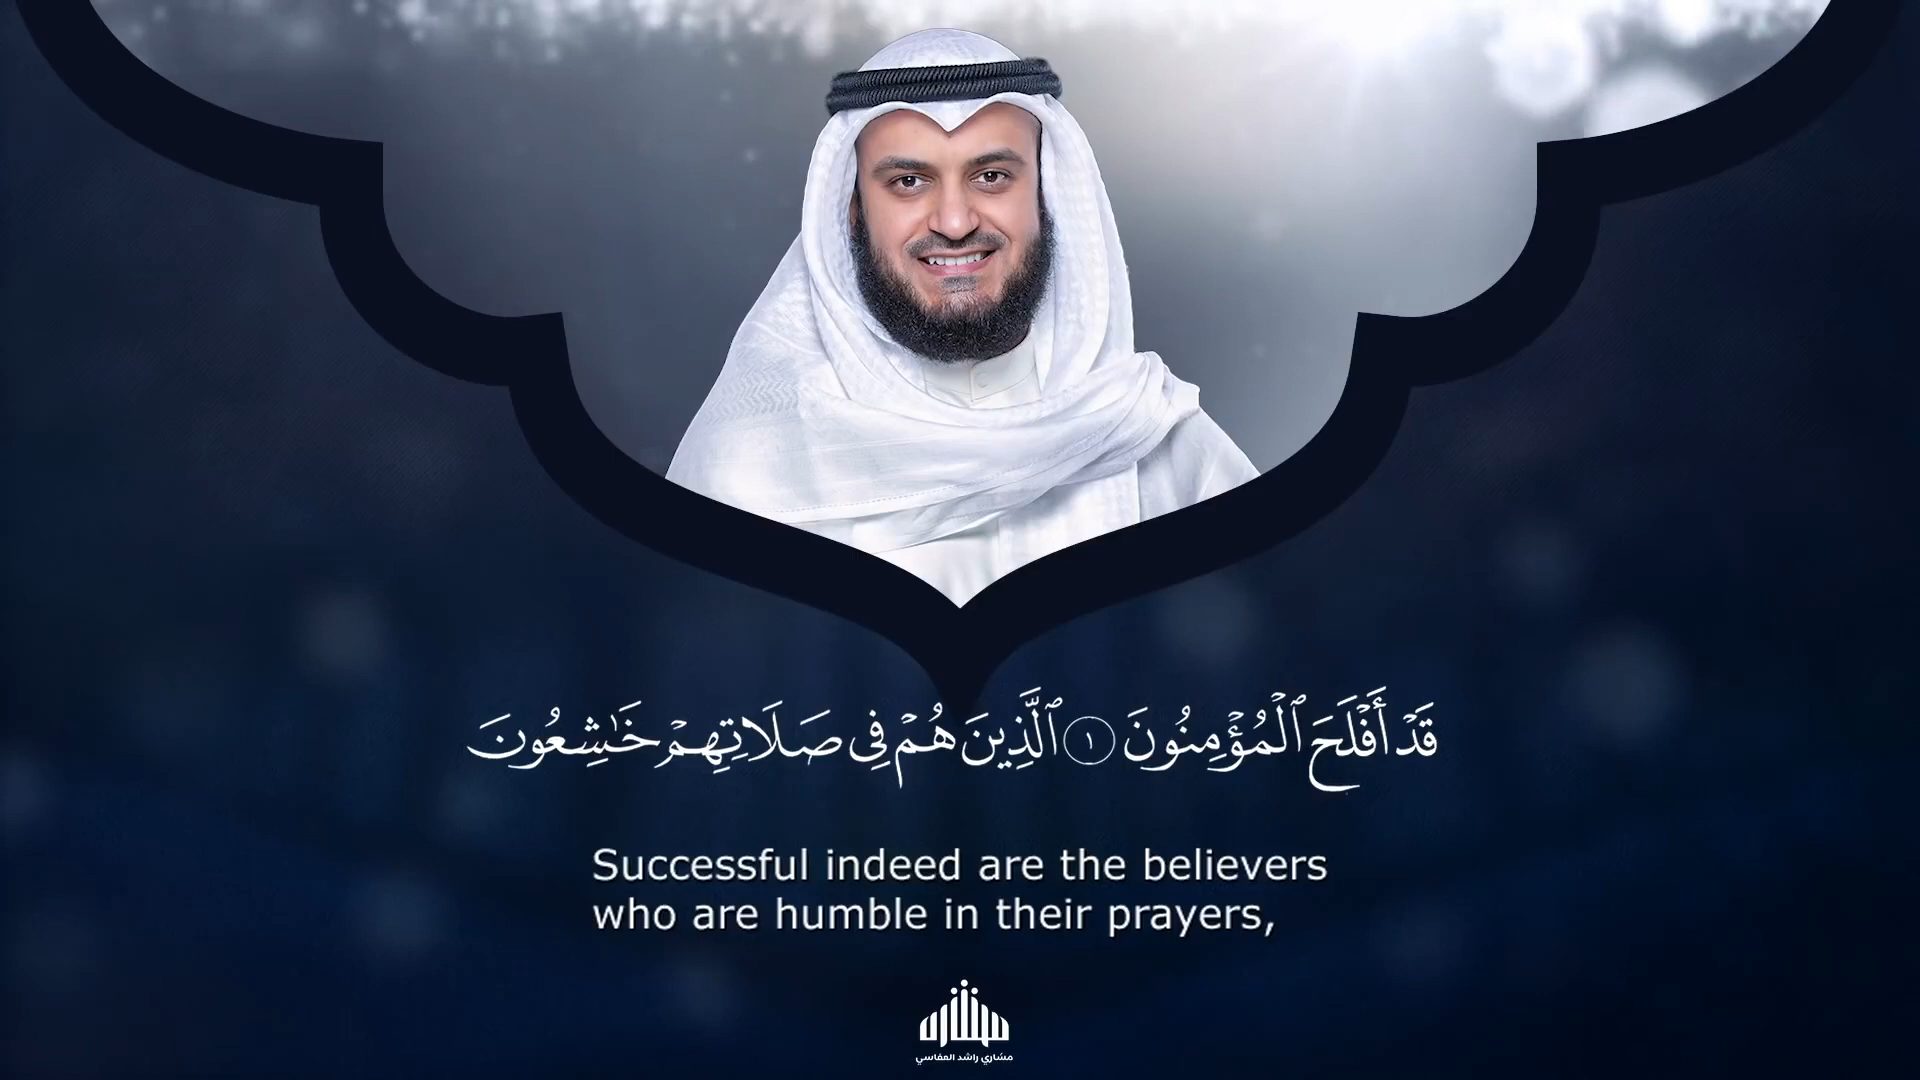 قَدْ أَفْلَحَ ٱلْمُؤْمِنُونَ ١ ٱلَّذِينَ هُمْ فِى صَلَاتِهِمْ خَٰشِعُونَ
Successful indeed are the believers
who are humble in their prayers,
مشاري
مشاري راشد العفاسي